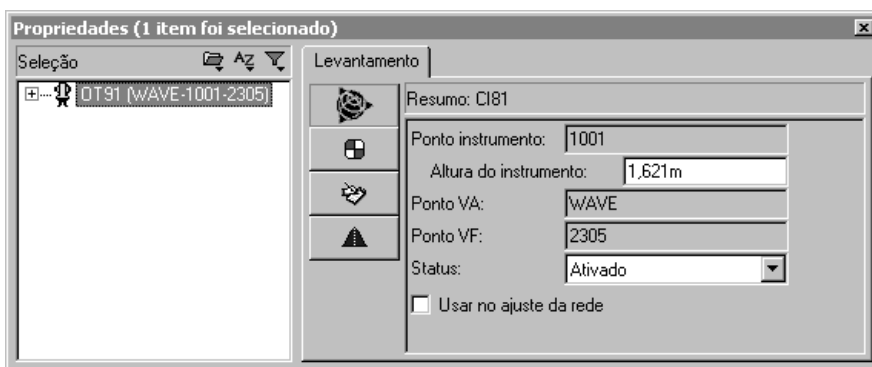 Propriedades (1 item foi selecionado)
Seleção
OT91 (WAVE-1001-2305)
Levantamento
Resumo: CI81
Ponto instrumento: 1001
Altura do instrumento: 1,621m
Ponto VA: WAVE
Ponto VF: 2305
Status: Ativado
Usar no ajuste da rede